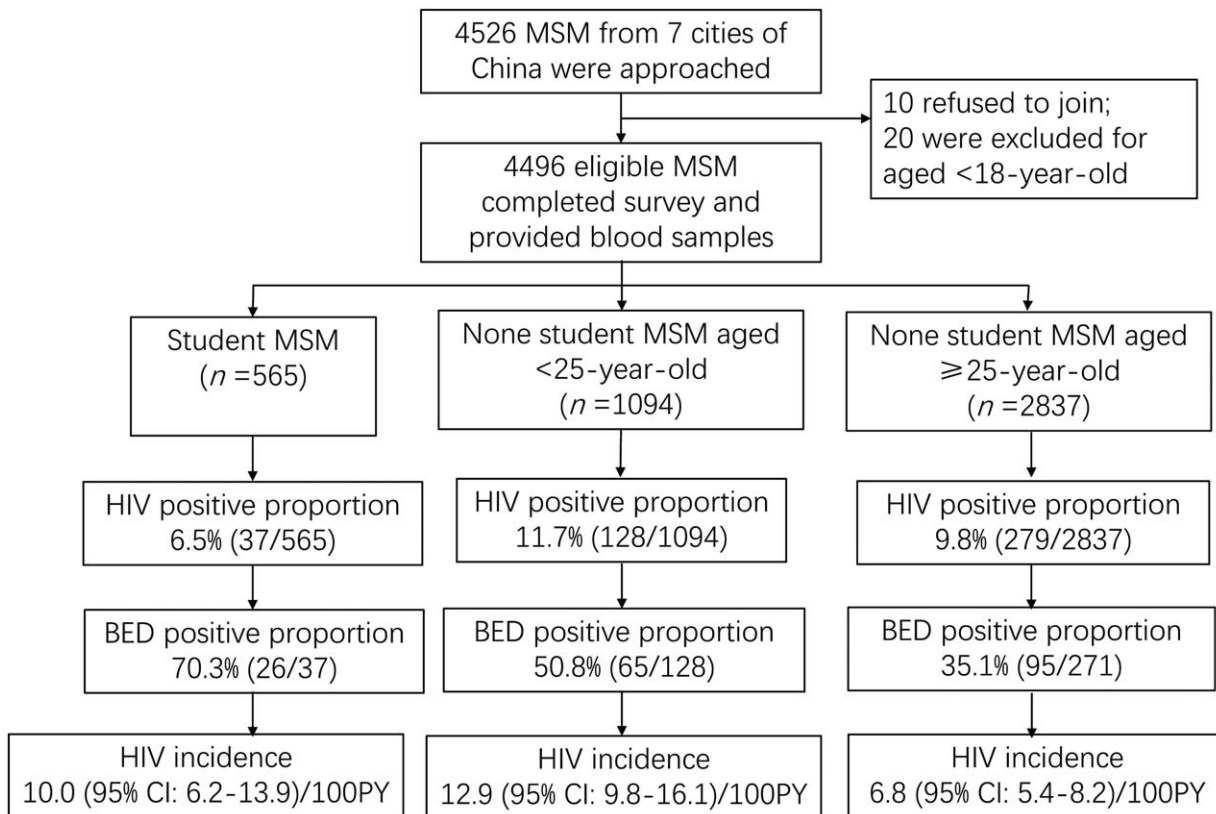 4526 MSM from 7 cities of
China were approached
10 refused to join;
20 were excluded for
aged <18-year-old
4496 eligible MSM
completed survey and
provided blood samples
Student MSM
(n =565)
None student MSM aged
<25-year-old
(n =1094)
None student MSM aged
⩾25-year-old
(n =2837)
HIV positive proportion
6.5% (37/565)
HIV positive proportion
11.7% (128/1094)
HIV positive proportion
9.8% (279/2837)
BED positive proportion
70.3% (26/37)
BED positive proportion
50.8% (65/128)
BED positive proportion
35.1% (95/271)
HIV incidence
10.0 (95% CI: 6.2-13.9)/100PY
HIV incidence
12.9 (95% CI: 9.8-16.1)/100PY
HIV incidence
6.8 (95% CI: 5.4-8.2)/100PY